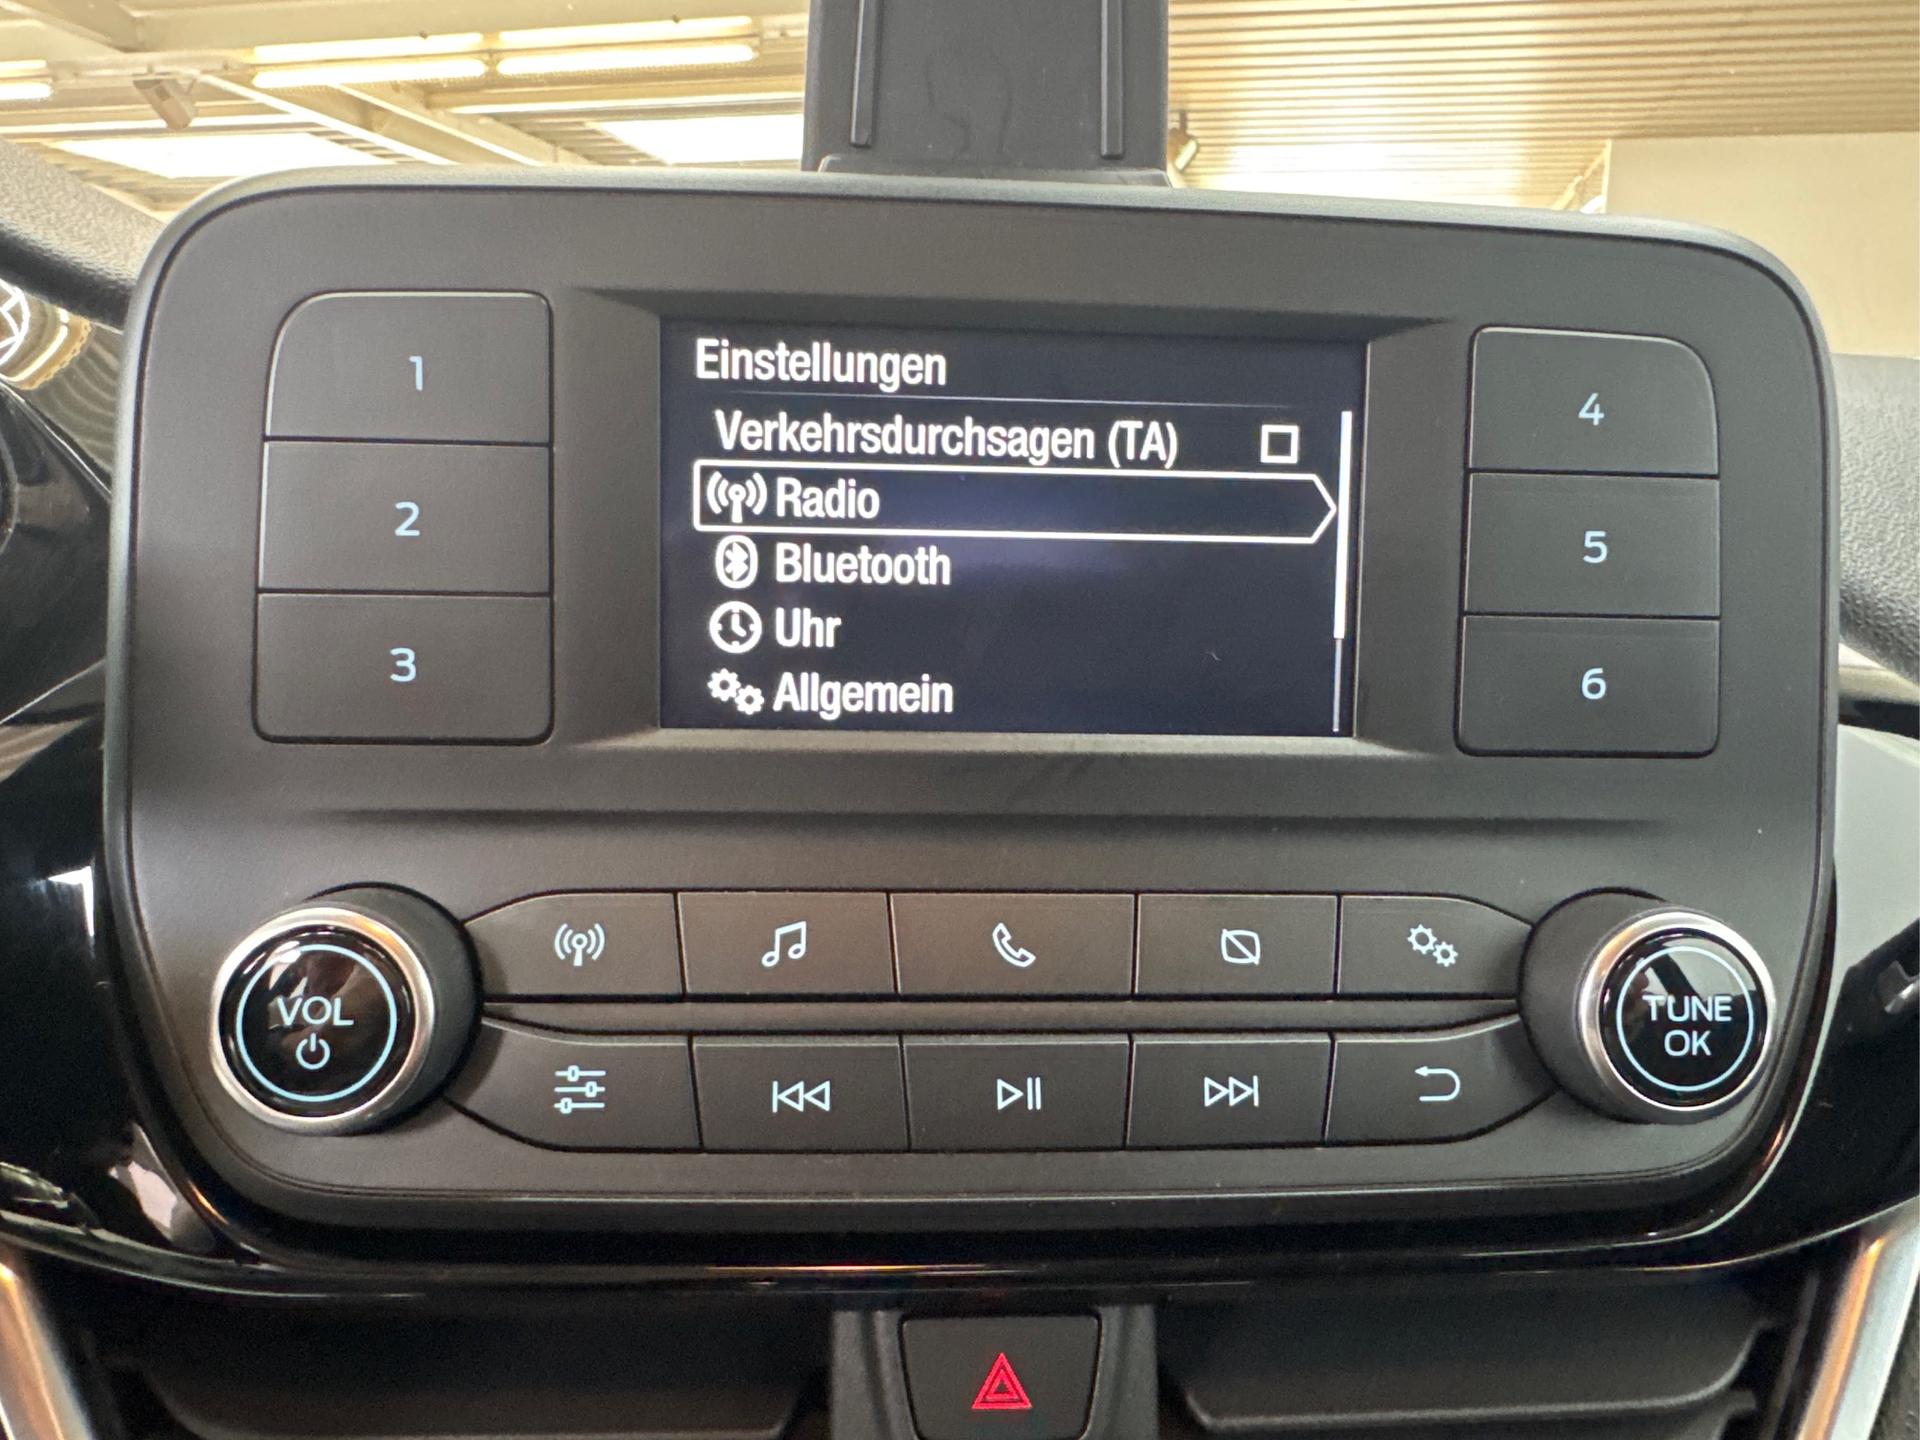 1
2
3
Einstellungen
Verkehrsdurchsagen (TA)
Radio
Bluetooth
Uhr
Allgemein
4
5
6
VOL
TUNE
OK